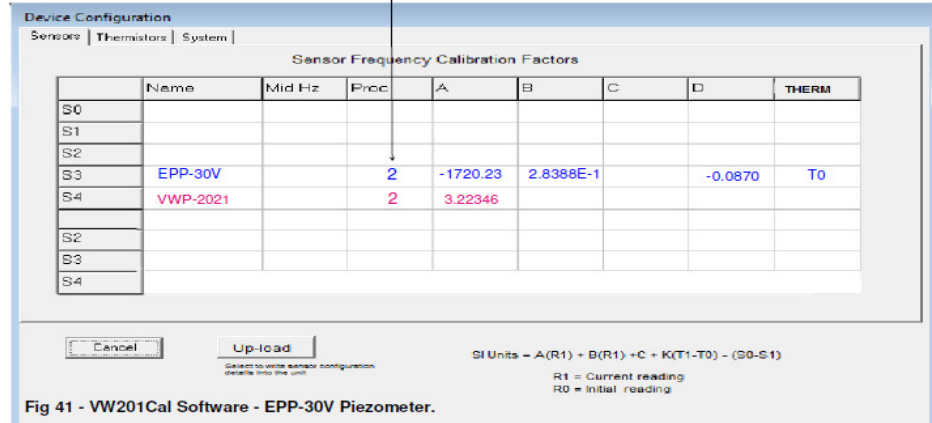 Device Configuration
Sensors | Thermistors | System |
Sensor Frequency Calibration Factors
Name Mid Hz Proc A B C D THERM
S0
S1
S2
S3 EPP-30V 2 -1720.23 2.8388E-1 -0.0870 T0
S4 VWP-2021 2 3.22346
S2
S3
S4
Cancel Up-load
Select to write sensor configuration
details into the unit
SI Units = A(R1) + B(R1) +C + K(T1-T0) - (S0-S1)
R1 = Current reading
R0 = Initial reading
Fig 41 - VW201Cal Software - EPP-30V Piezometer.